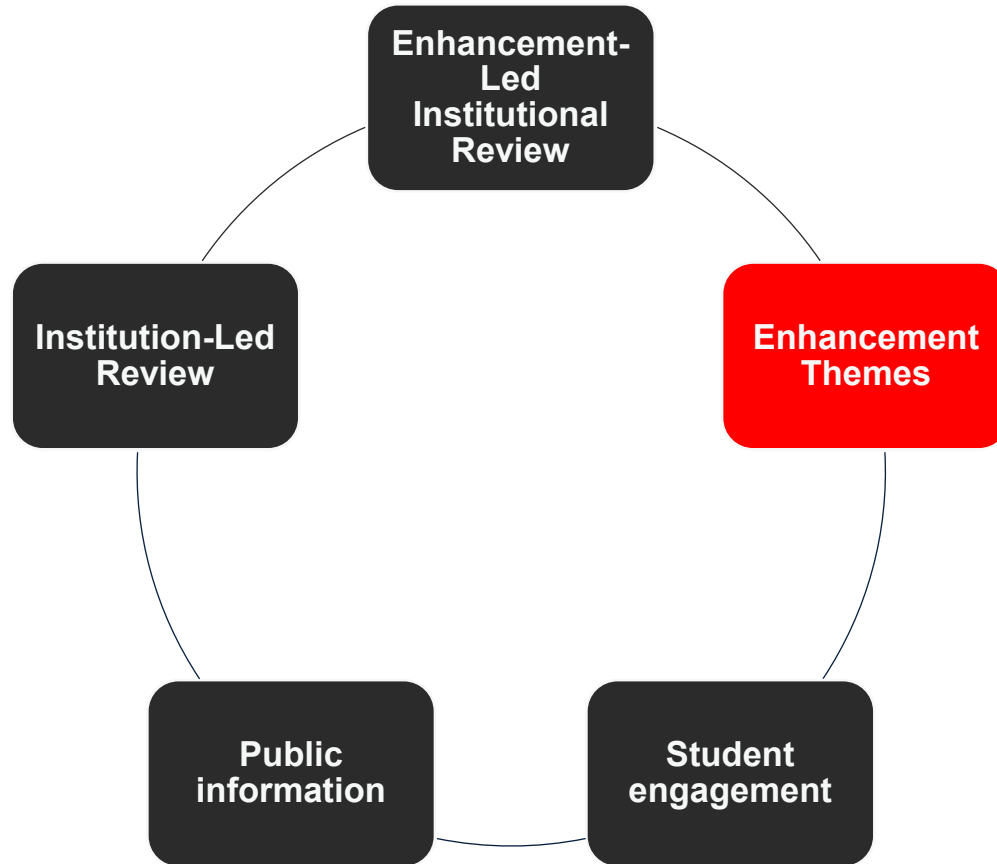 Enhancement-
Led
Institutional
Review
Enhancement
Themes
Student
engagement
Public
information
Institution-Led
Review